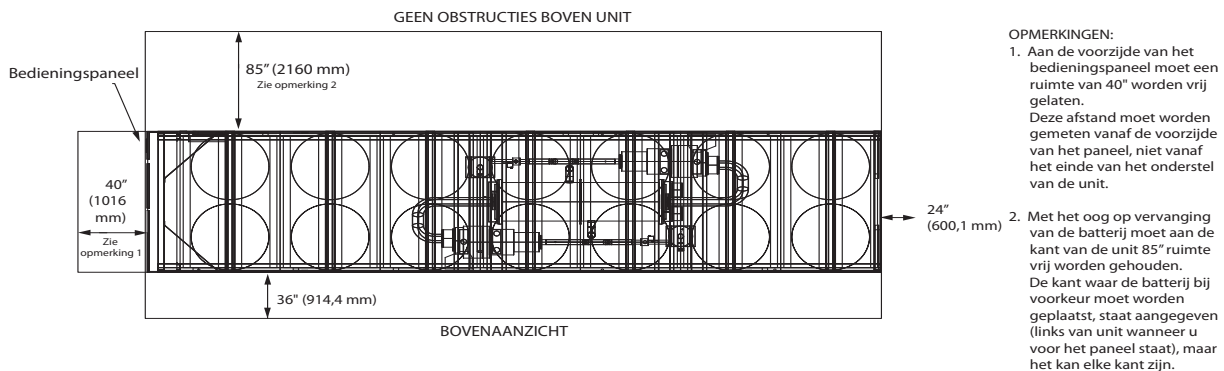 GEEN OBSTRUCTIES BOVEN UNIT
Bedieningspaneel
85” (2160 mm)
Zie opmerking 2
40”
(1016
mm)
Zie
opmerking 1
24”
(600,1 mm)
36" (914,4 mm)
BOVENAANZICHT
OPMERKINGEN:
1. Aan de voorzijde van het
bedieningspaneel moet een
ruimte van 40" worden vrij
gelaten.
Deze afstand moet worden
gemeten vanaf de voorzijde
van het paneel, niet vanaf
het einde van het onderstel
van de unit.
2. Met het oog op vervanging
van de batterij moet aan de
kant van de unit 85” ruimte
vrij worden gehouden.
De kant waar de batterij bij
voorkeur moet worden
geplaatst, staat aangegeven
(links van unit wanneer u
voor het paneel staat), maar
het kan elke kant zijn.